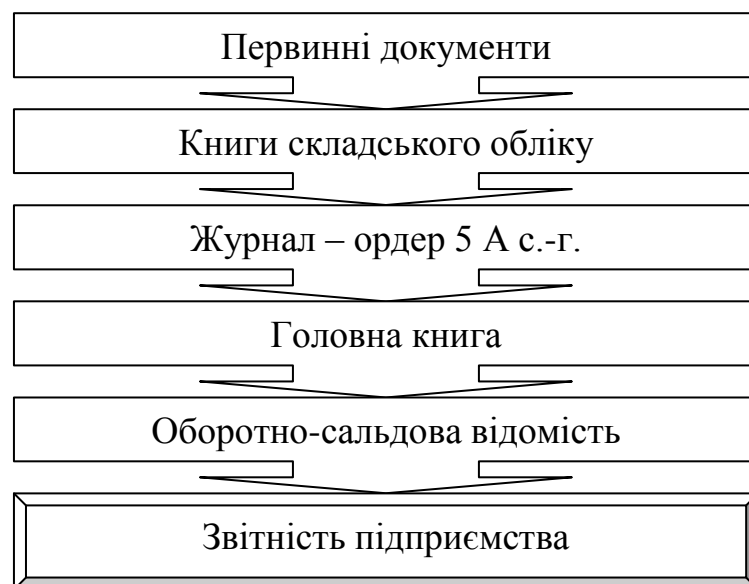 Первинні документи
Книги складського обліку
Журнал – ордер 5 А с.-г.
Головна книга
Оборотно-сальдова відомість
Звітність підприємства